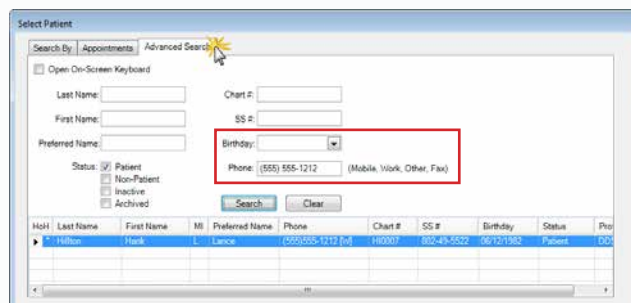 Select Patient
Search By Appointments Advanced Search
Open On-Screen Keyboard
Last Name: Chart #:
First Name: SS #:
Preferred Name: Birthday:
Status: Patient Phone: (555) 555-1212 (Mobile, Work, Other, Fax)
Non-Patient
Inactive
Archived Search Clear
HoH Last Name First Name MI Preferred Name Phone Chart # SS # Birthday Status Pro
* Hillton Hank L Lance (555)555-1212 [W] HI0007 802-49-5522 06/12/1982 Patient DDS